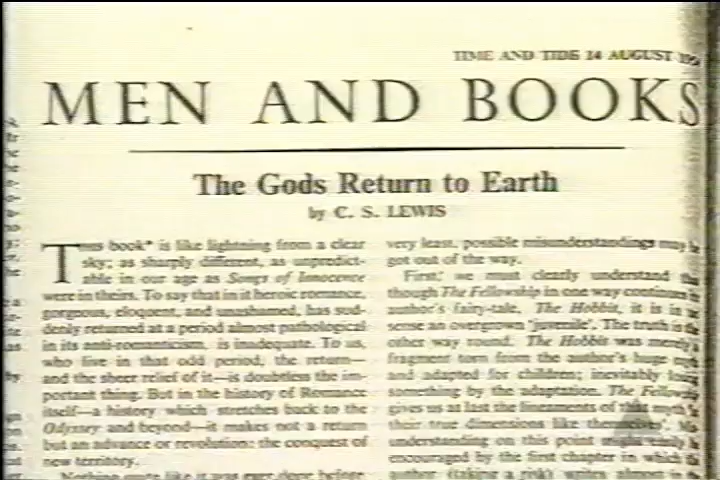 TIME AND TIDE 14 AUGUST
MEN AND BOOKS
The Gods Return to Earth
by C. S. LEWIS
THIS book* is like lightning from a clear
sky; as sharply different, as unpredict-
able in our age as Songs of Innocence
were in theirs. To say that in it heroic romance,
gorgeous, eloquent, and unashamed, has sud-
denly returned at a period almost pathological
in its anti-romanticism, is inadequate. To us,
who live in that odd period, the return—
and the sheer relief of it—is doubtless the im-
portant thing. But in the history of Romance
itself—a history which stretches back to the
Odyssey and beyond—it makes not a return
but an advance or revolution: the conquest of
new territory.
Nothing quite like it was ever done before
very least, possible misunderstandings may
got out of the way.
First: we must clearly understand
though The Fellowship in one way continues
author's fairy-tale, The Hobbit, it is in
sense an overgrown 'juvenile'. The truth is
other way round. The Hobbit was merely
fragment torn from the author's huge
and adapted for children; inevitably
something by the adaptation. The Fellowship
gives us at last the lineaments of that myth
their true dimensions like themselves'.
understanding on this point might easily
encouraged by the first chapter in which
author (taking a risk) writes almost in